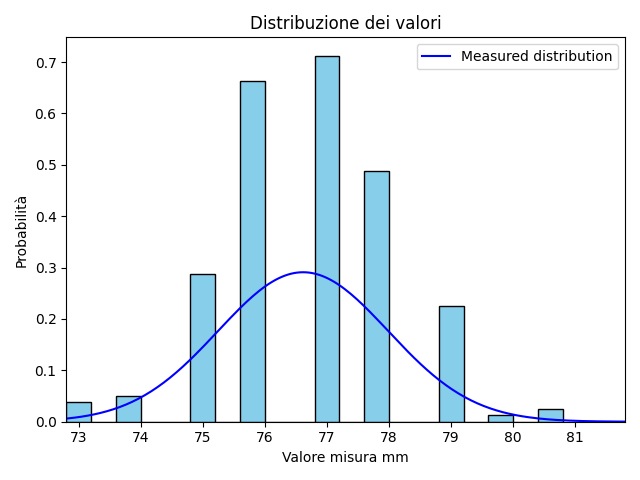 Distribuzione dei valori
Measured distribution
Probabilità
0.7
0.6
0.5
0.4
0.3
0.2
0.1
0.0
73 74 75 76 77 78 79 80 81
Valore misura mm